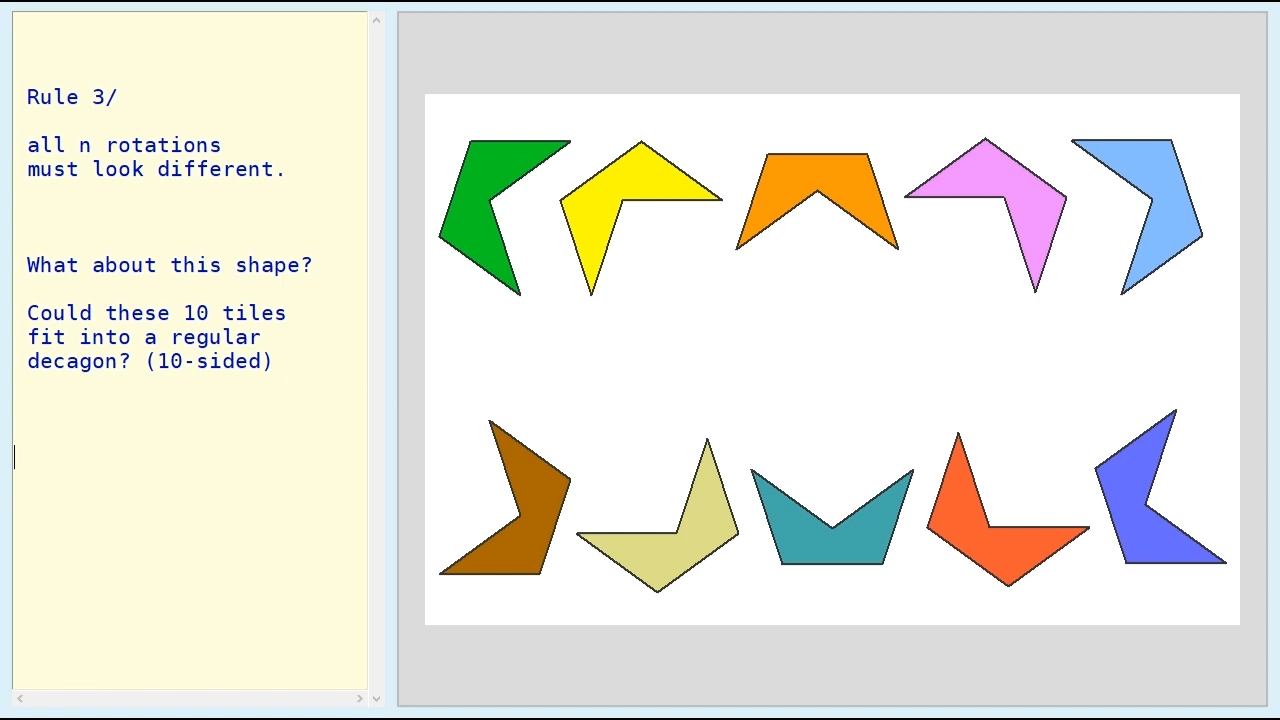 Rule 3/
all n rotations
must look different.
What about this shape?
Could these 10 tiles
fit into a regular
decagon? (10-sided)